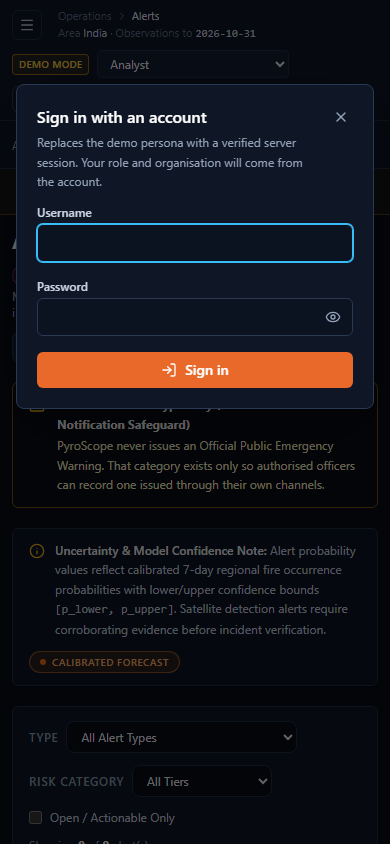 Operations > Alerts
Area India · Observations to 2026-10-31
DEMO MODE
Analyst
Sign in with an account
Replaces the demo persona with a verified server
session. Your role and organisation will come from
the account.
Username
Password
Sign in
Notification Safeguard)
PyroScope never issues an Official Public Emergency
Warning. That category exists only so authorised officers
can record one issued through their own channels.
Uncertainty & Model Confidence Note: Alert probability
values reflect calibrated 7-day regional fire occurrence
probabilities with lower/upper confidence bounds
[p_lower, p_upper]. Satellite detection alerts require
corroborating evidence before incident verification.
CALIBRATED FORECAST
TYPE
All Alert Types
RISK CATEGORY
All Tiers
Open / Actionable Only